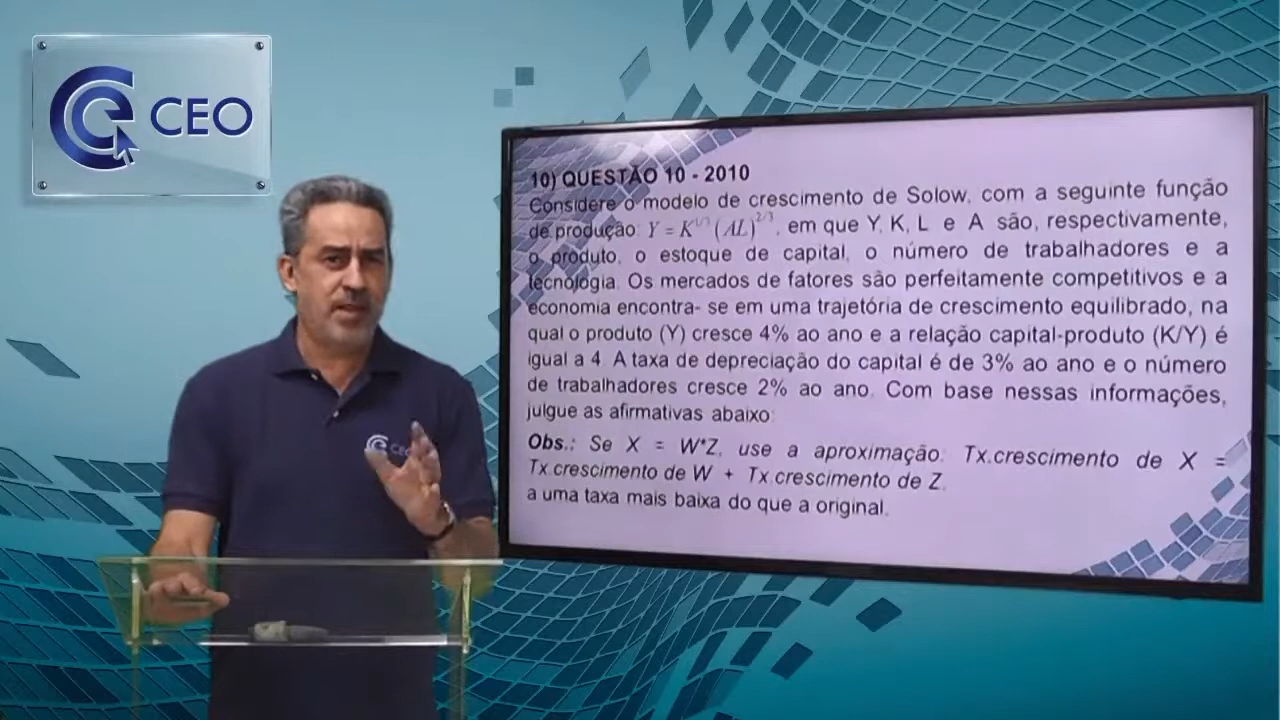 CEO
10) QUESTÃO 10 - 2010
Considere o modelo de crescimento de Solow, com a seguinte função
de produção: Y = K^{1/3} (AL)^{2/3}, em que Y, K, L e A são, respectivamente,
o produto, o estoque de capital, o número de trabalhadores e a
tecnologia. Os mercados de fatores são perfeitamente competitivos e a
economia encontra- se em uma trajetória de crescimento equilibrado, na
qual o produto (Y) cresce 4% ao ano e a relação capital-produto (K/Y) é
igual a 4. A taxa de depreciação do capital é de 3% ao ano e o número
de trabalhadores cresce 2% ao ano. Com base nessas informações,
julgue as afirmativas abaixo:
Obs.: Se X = W*Z, use a aproximação: Tx.crescimento de X =
Tx.crescimento de W + Tx.crescimento de Z.
a uma taxa mais baixa do que a original.
CEO